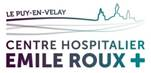 LE PUY-EN-VELAY
CENTRE HOSPITALIER
EMILE ROUX +